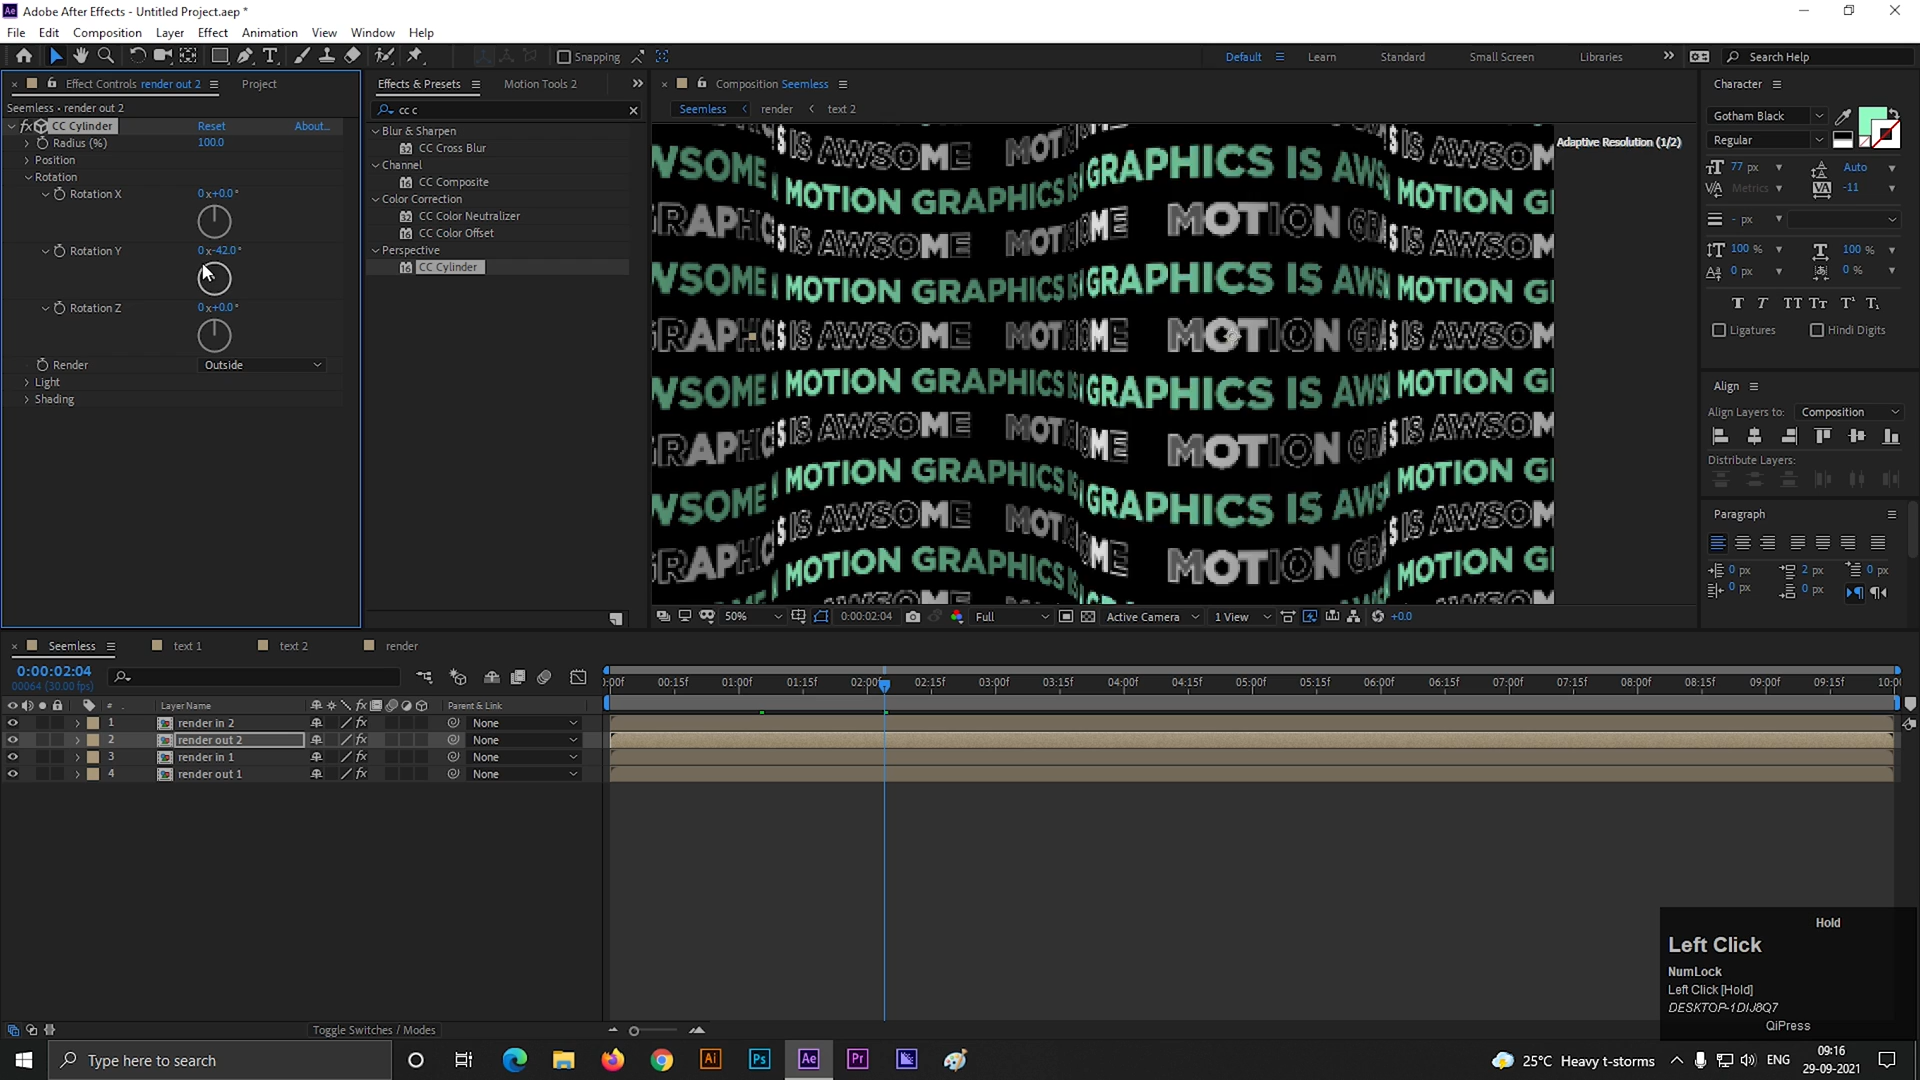 Adobe After Effects - Untitled Project.aep *
File Edit Composition Layer Effect Animation View Window Help
Snapping
Default Learn Standard Small Screen Libraries
Search Help
Effect Controls render out 2
Project
Seemless • render out 2
fx CC Cylinder Reset About...
Radius (%) 100.0
Position
Rotation
Rotation X 0x+0.0°
Rotation Y 0x-42.0°
Rotation Z 0x+0.0°
Render Outside
Light
Shading
Effects & Presets Motion Tools 2
cc c
Blur & Sharpen
CC Cross Blur
Channel
CC Composite
Color Correction
CC Color Neutralizer
CC Color Offset
Perspective
CC Cylinder
Composition Seemless
Seemless render text 2
Adaptive Resolution (1/2)
IS AWSOME MOT
MOTION GRAPHICS IS
GRAPHICS IS AWS
MOTION
50% 0:00:02:04 Full Active Camera 1 View +0.0
Character
Gotham Black
Regular
77 px Auto
Metrics -11
- px
100 % 100 %
0 px 0 %
Ligatures Hindi Digits
Align
Align Layers to: Composition
Distribute Layers:
Paragraph
0 px 2 px 0 px
0 px 0 px
Seemless text 1 text 2 render
0:00:02:04
00064 (30.00 fps)
# Layer Name Parent & Link
1 render in 2 None
2 render out 2 None
3 render in 1 None
4 render out 1 None
:00f 00:15f 01:00f 01:15f 02:00f 02:15f 03:00f 03:15f 04:00f 04:15f 05:00f 05:15f 06:00f 06:15f 07:00f 07:15f 08:00f 08:15f 09:00f 09:15f 10:0
Toggle Switches / Modes
Hold
Left Click
NumLock
Left Click [Hold]
DESKTOP-1DIJ8Q7
QiPress
Type here to search
Ai Ps Ae Pr
25°C Heavy t-storms
ENG
09:16
29-09-2021